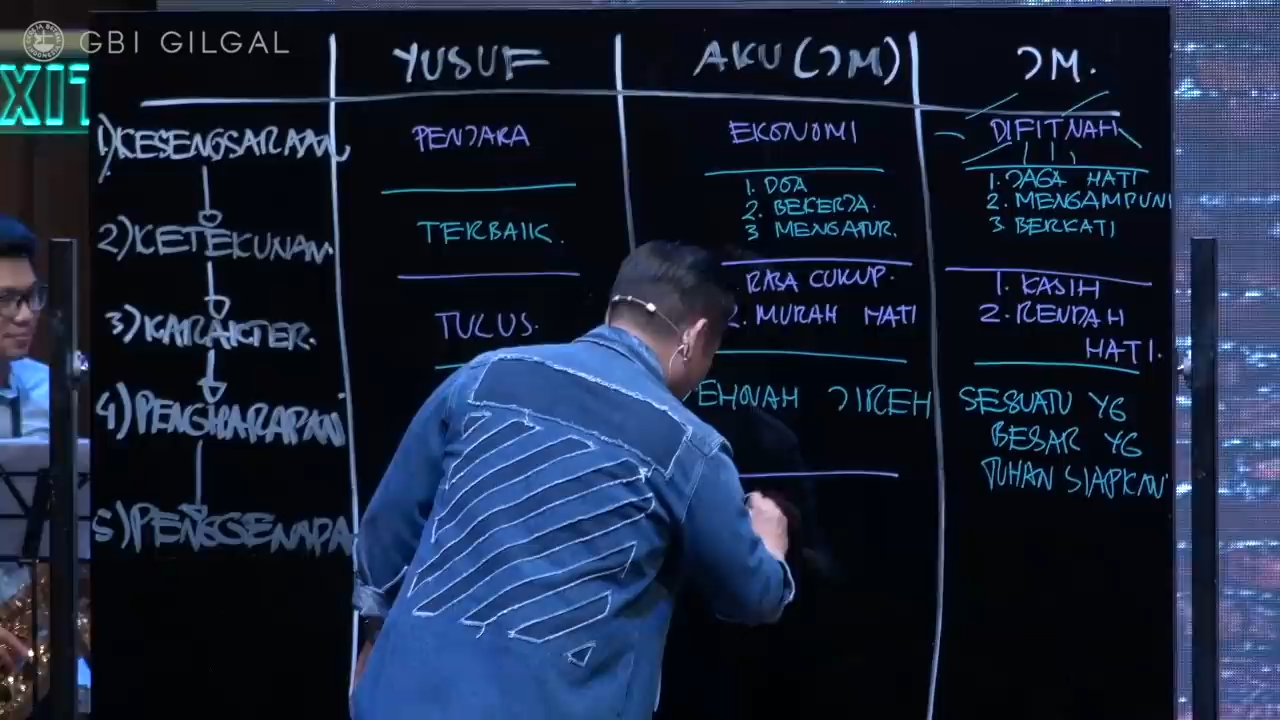 GBI GILGAL
EXIT
YUSUF
AKU (JM)
JM.
1) KESENGSARAAN
PENJARA
EKONOMI
DIFITNAH
1. DOA
2. BEKERJA.
3 MENGATUR.
1. JAGA HATI
2. MENGAMPUNI
3. BERKATI
2) KETEKUNAN
TERBAIK.
RASA CUKUP.
2. MURAH HATI
1. KASIH
2. RENDAH
HATI.
3) KARAKTER.
TULUS.
4) PENGHARAPAN
EHOVAH JIREH
SESUATU YG
BESAR YG
TUHAN SIAPKAN
5) PENGGENAPA